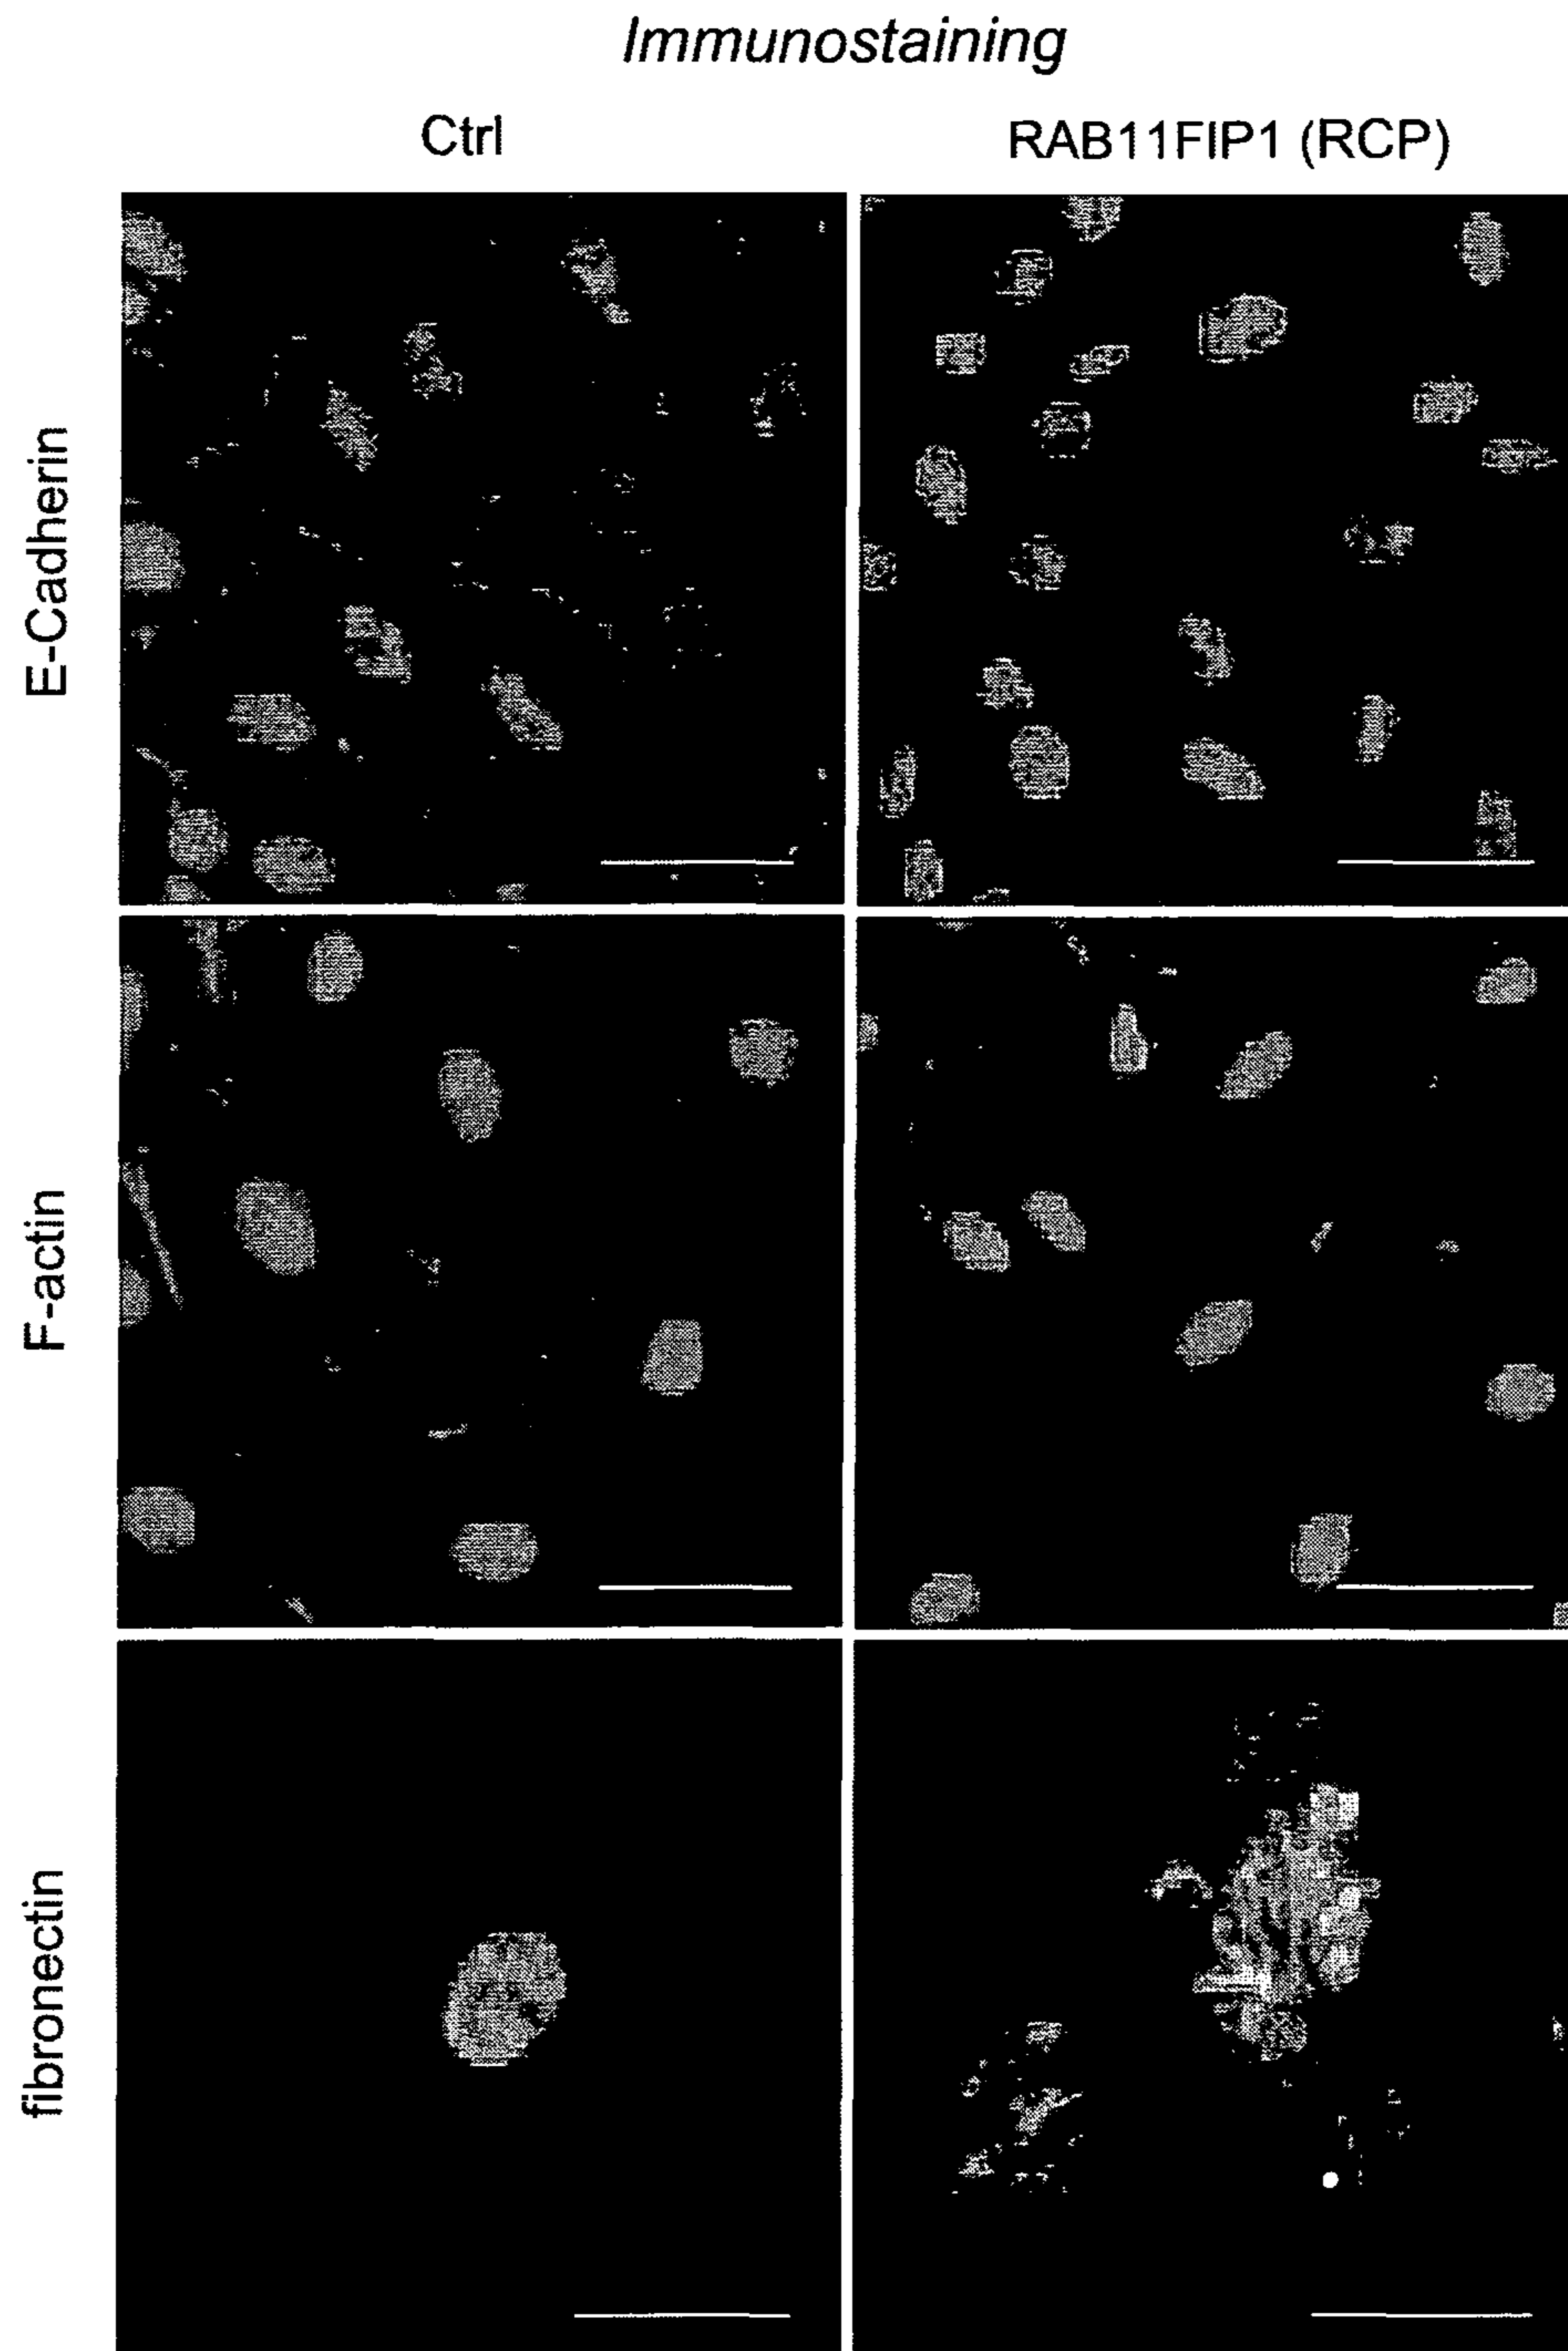 Immunostaining
Ctrl
RAB11FIP1 (RCP)
E-Cadherin
F-actin
fibronectin